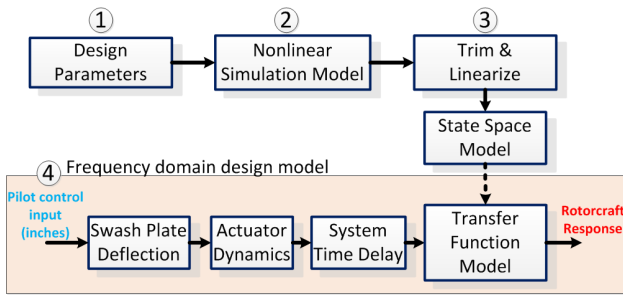 1
2
3
Design
Parameters
Nonlinear
Simulation Model
Trim &
Linearize
State Space
Model
4
Frequency domain design model
Pilot control
input
(inches)
Swash Plate
Deflection
Actuator
Dynamics
System
Time Delay
Transfer
Function
Model
Rotorcraft
Response